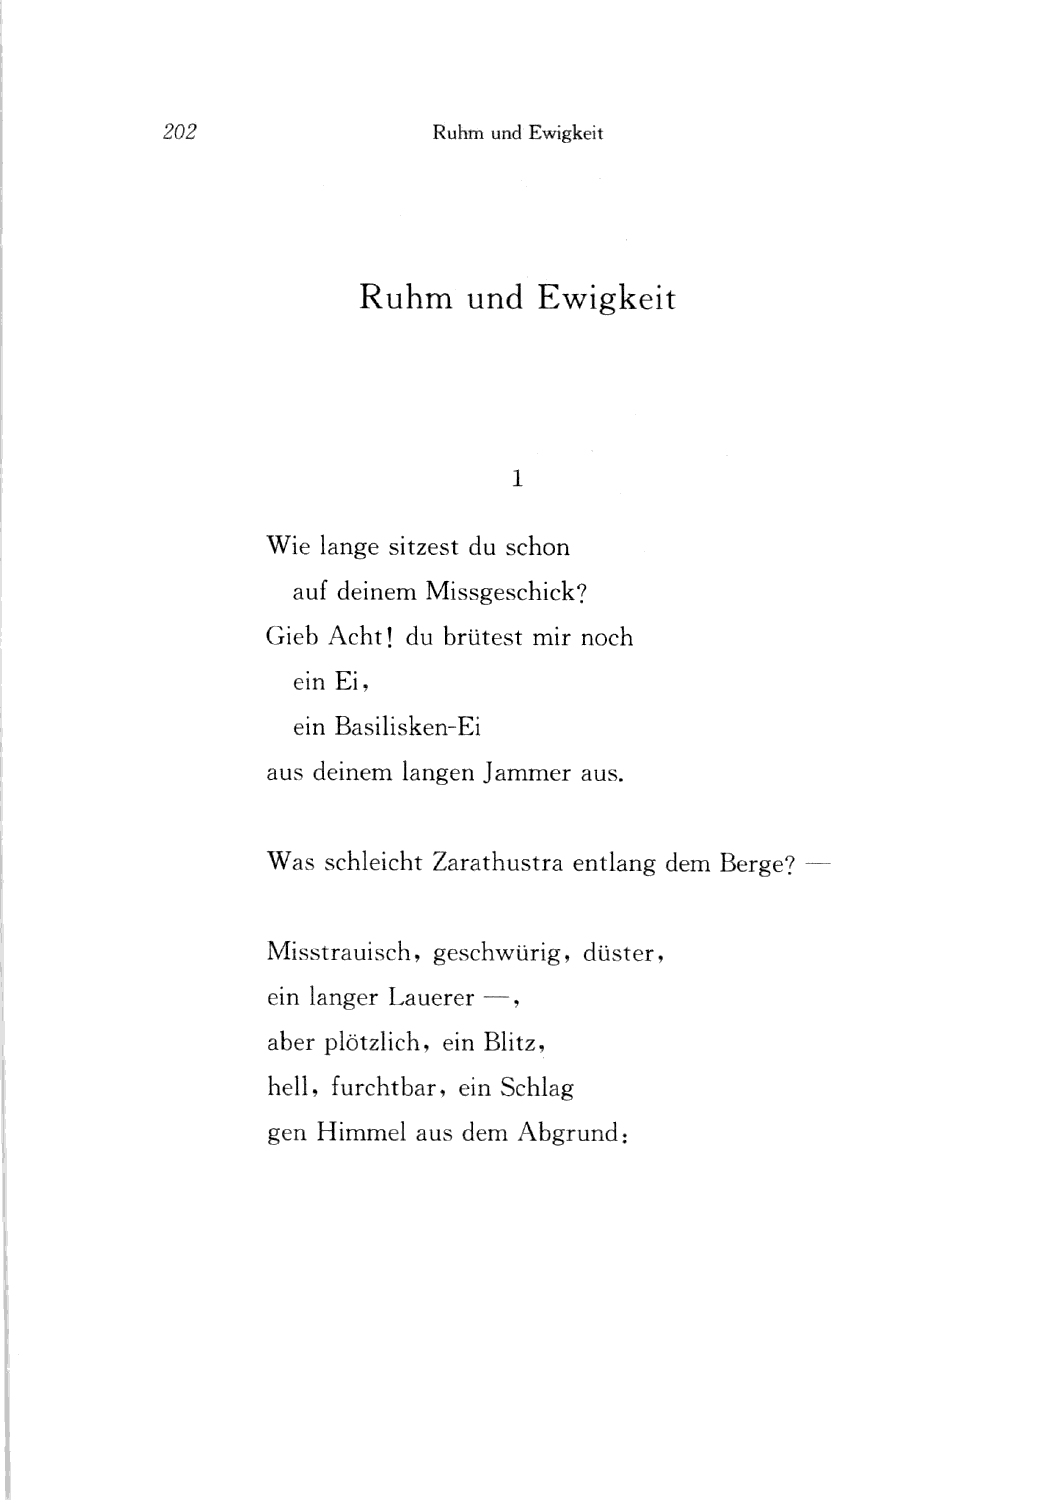 202 Ruhm und Ewigkeit
Ruhm und Ewigkeit
1
Wie lange sitzest du schon
auf deinem Missgeschick?
Gieb Acht! du brütest mir noch
ein Ei,
ein Basilisken-Ei
aus deinem langen Jammer aus.
Was schleicht Zarathustra entlang dem Berge? —
Misstrauisch, geschwürig, düster,
ein langer Lauerer —,
aber plötzlich, ein Blitz,
hell, furchtbar, ein Schlag
gen Himmel aus dem Abgrund: